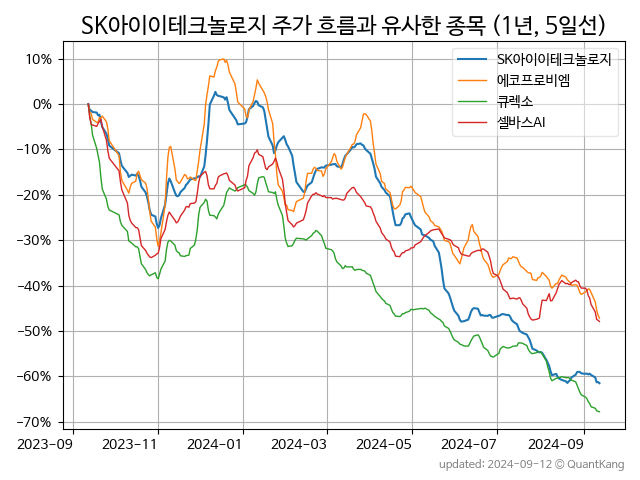 SK아이이테크놀로지 주가 흐름과 유사한 종목 (1년, 5일선)
SK아이이테크놀로지
에코프로비엠
큐렉소
셀바스AI
10%
0%
−10%
−20%
−30%
−40%
−50%
−60%
−70%
2023-09
2023-11
2024-01
2024-03
2024-05
2024-07
2024-09
updated: 2024-09-12 ⓒ QuantKang